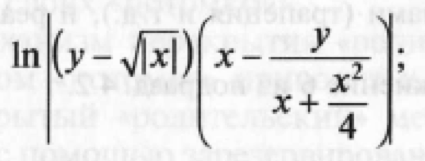 ln|(y − √|x|)(x − y/(x + x²/4))|;